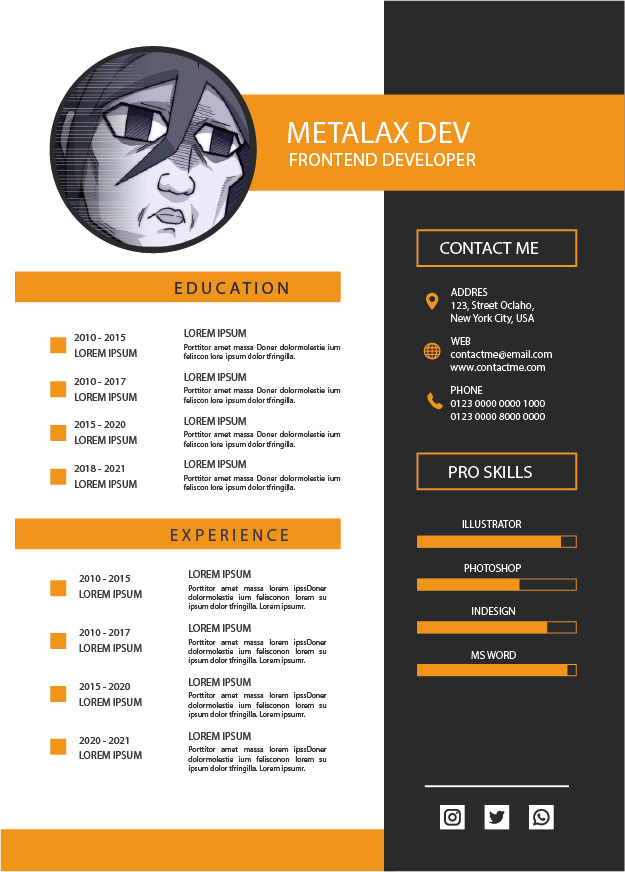 METALAX DEV
FRONTEND DEVELOPER
EDUCATION
2010 - 2015
LOREM IPSUM
LOREM IPSUM
Porttitor amet massa Doner dolormolestie ium
feliscon lore ipsum dolor tfringilla.
2010 - 2017
LOREM IPSUM
LOREM IPSUM
Porttitor amet massa Doner dolormolestie ium
felisc lore ipsum dolor tfringilla.
2015 - 2020
LOREM IPSUM
LOREM IPSUM
Porttitor amet massa Doner dolormolestie ium
feliscon lorem ipsum dolor tfringilla.
2018 - 2021
LOREM IPSUM
LOREM IPSUM
Porttitor amet massa Doner dolormolestie ium
feliscon lorem ipsum dolor tfringilla.
EXPERIENCE
2010 - 2015
LOREM IPSUM
LOREM IPSUM
Porttitor amet massa lorem ipssDoner
dolormolestie ium felisconon lorem su
ipsum dolor tfringilla. Lorem ipsumr.
2010 - 2017
LOREM IPSUM
LOREM IPSUM
Porttitor amet massa lorem ipssDoner
dolormolestie ium felisconon lorem su
ipsum dolor tfringilla. Lorem ipsumr.
2015 - 2020
LOREM IPSUM
LOREM IPSUM
Porttitor amet massa lorem ipssDoner
dolormolestie ium felisconon lorem su
ipsum dolor tfringilla. Lorem ipsumr.
2020 - 2021
LOREM IPSUM
LOREM IPSUM
Porttitor amet massa lorem ipssDoner
dolormolestie ium felisconon lorem su
ipsum dolor tfringilla. Lorem ipsumr.
CONTACT ME
ADDRES
123, Street Oclaho,
New York City, USA
WEB
contactme@email.com
www.contactme.com
PHONE
0123 0000 0000 1000
0123 0000 8000 0000
PRO SKILLS
ILLUSTRATOR
PHOTOSHOP
INDESIGN
MS WORD